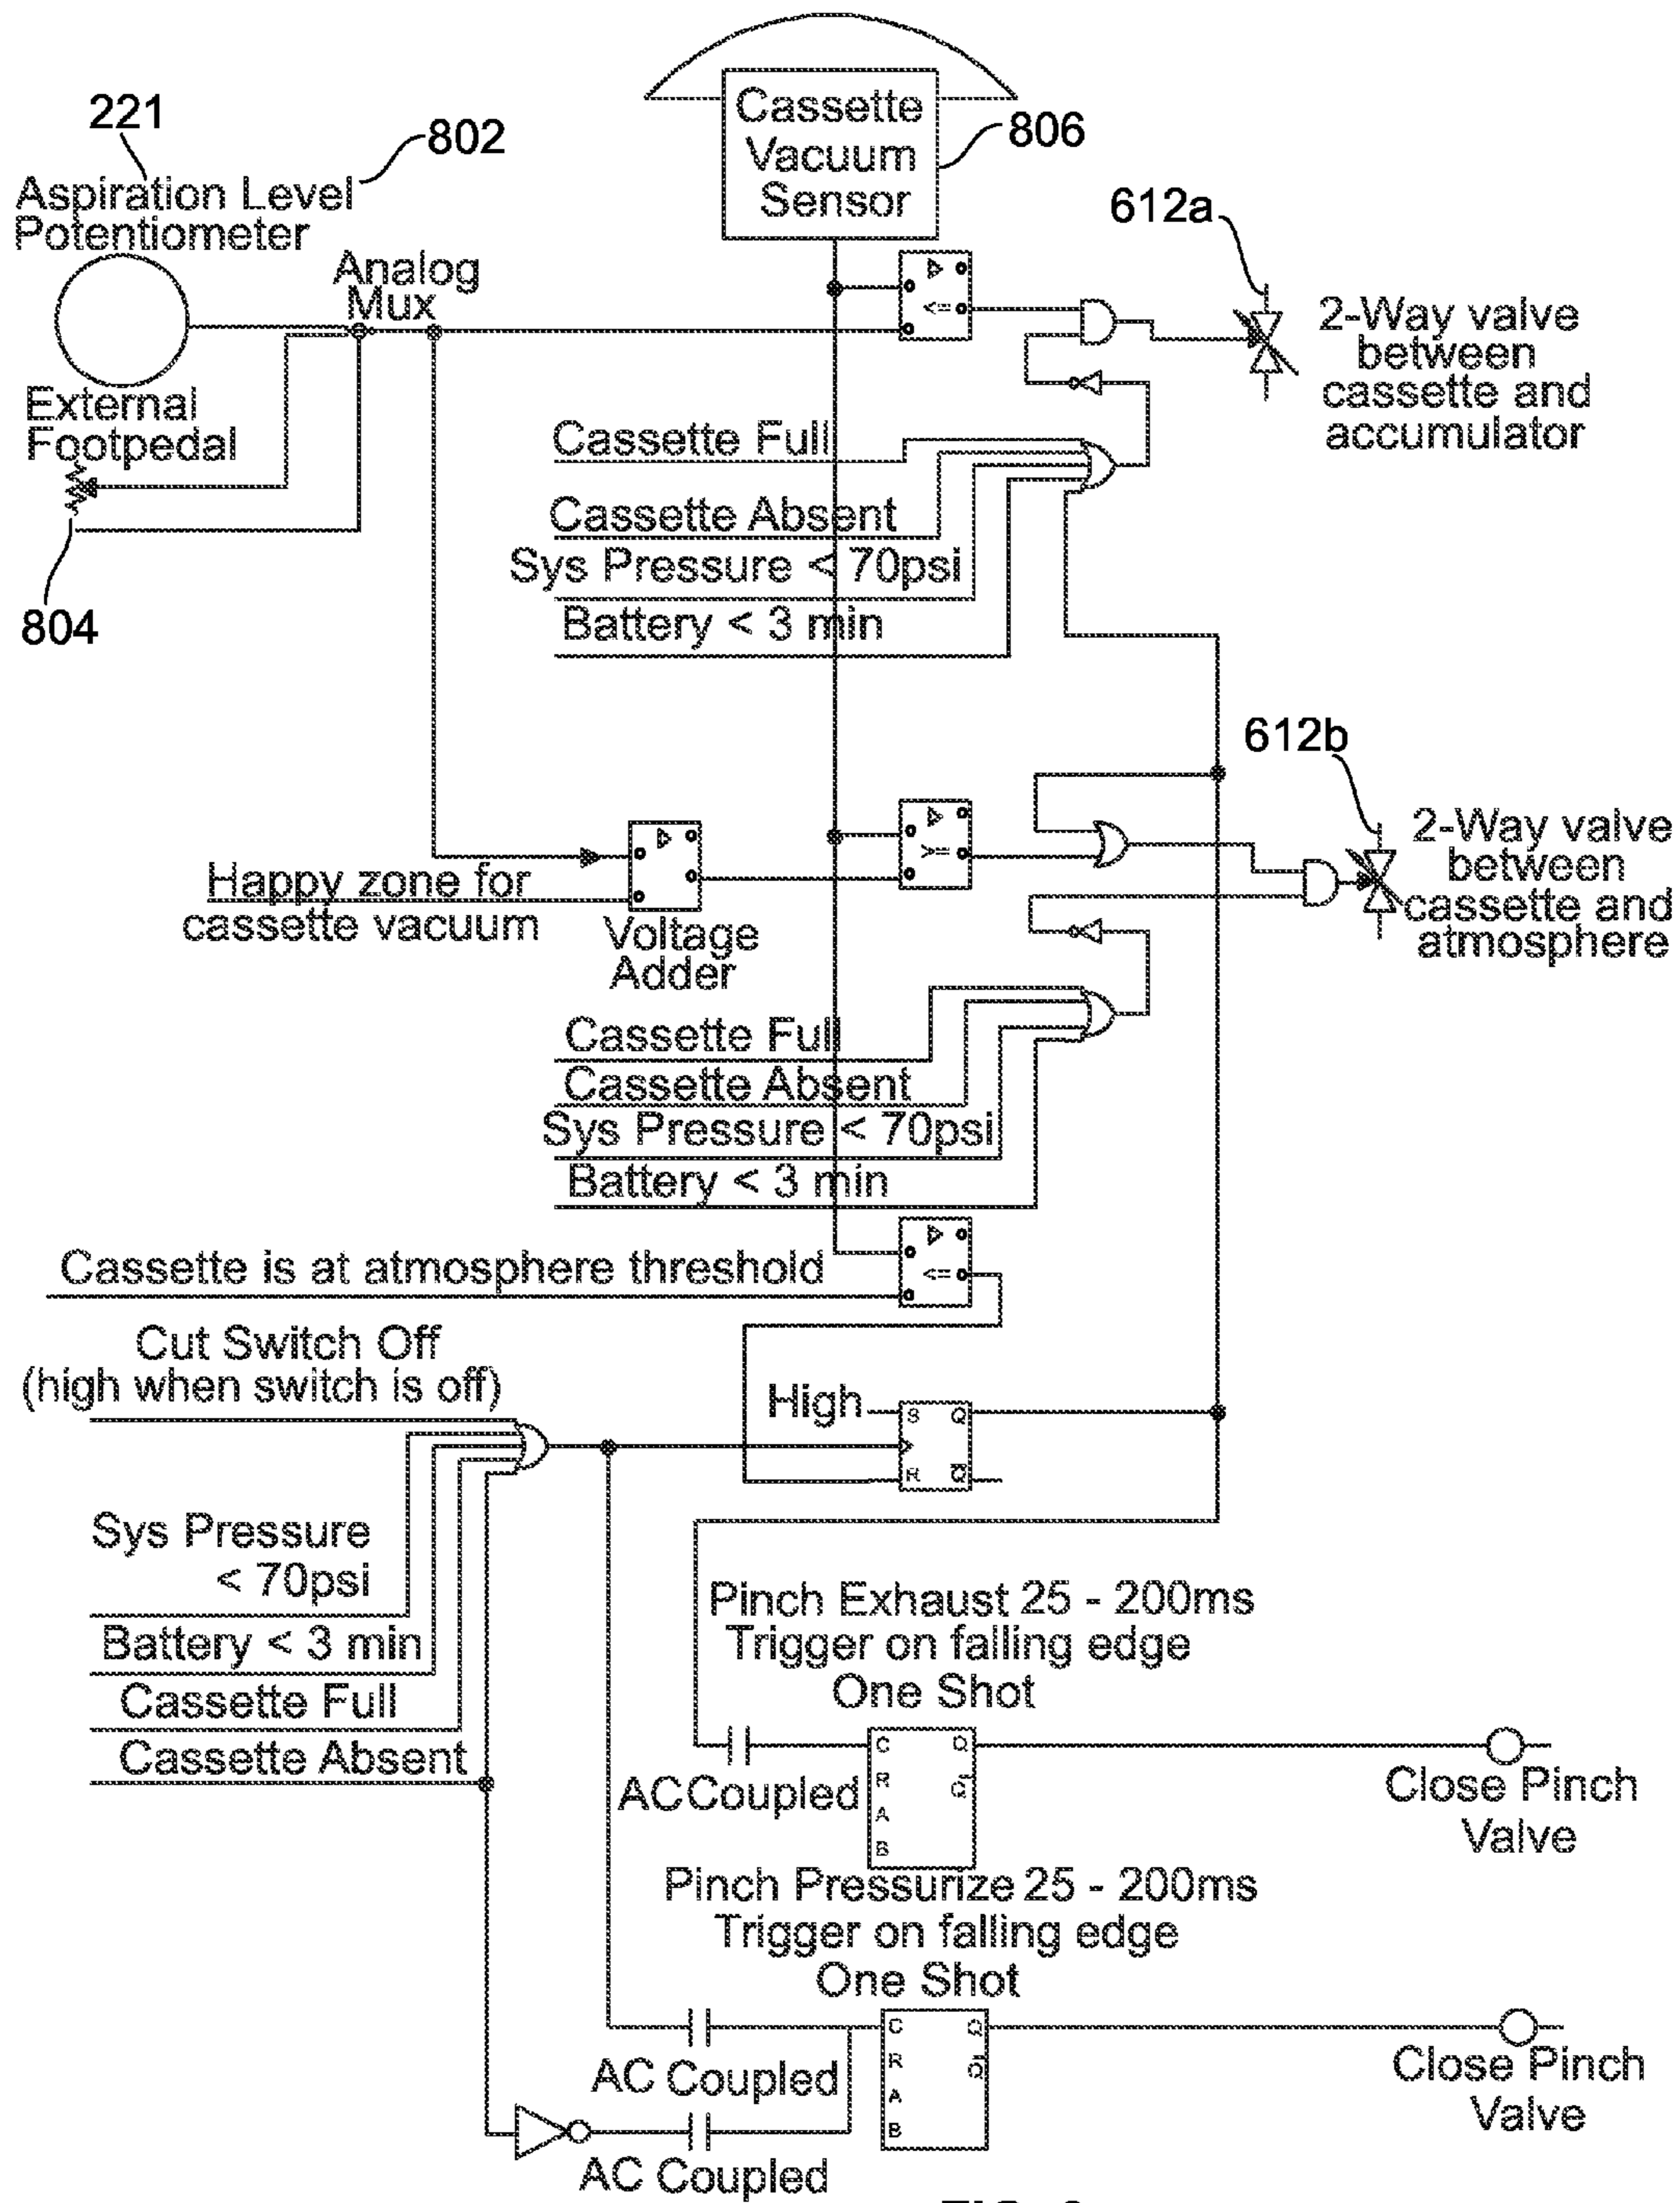 221
802
Aspiration Level
Potentiometer
Cassette
Vacuum
Sensor
806
612a
Analog
Mux
<=
2-Way valve
between
cassette and
accumulator
External
Footpedal
804
Cassette Full
Cassette Absent
Sys Pressure < 70psi
Battery < 3 min
612b
2-Way valve
between
cassette and
atmosphere
>=
Happy zone for
cassette vacuum
Voltage
Adder
Cassette Full
Cassette Absent
Sys Pressure < 70psi
Battery < 3 min
Cassette is at atmosphere threshold
<=
Cut Switch Off
(high when switch is off)
High
S Q
R Q
Sys Pressure
< 70psi
Battery < 3 min
Cassette Full
Cassette Absent
Pinch Exhaust 25 - 200ms
Trigger on falling edge
One Shot
AC Coupled
C Q
R Q
A
B
Close Pinch
Valve
Pinch Pressurize 25 - 200ms
Trigger on falling edge
One Shot
AC Coupled
C Q
R Q
A
B
Close Pinch
Valve
AC Coupled